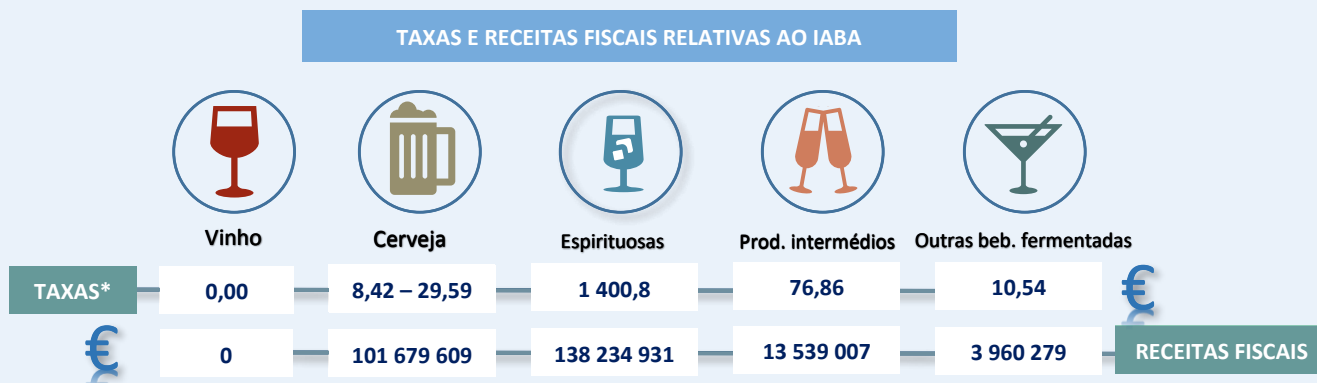 TAXAS E RECEITAS FISCAIS RELATIVAS AO IABA
Vinho Cerveja Espirituosas Prod. intermédios Outras beb. fermentadas
TAXAS* 0,00 8,42 – 29,59 1 400,8 76,86 10,54 €
€ 0 101 679 609 138 234 931 13 539 007 3 960 279 RECEITAS FISCAIS